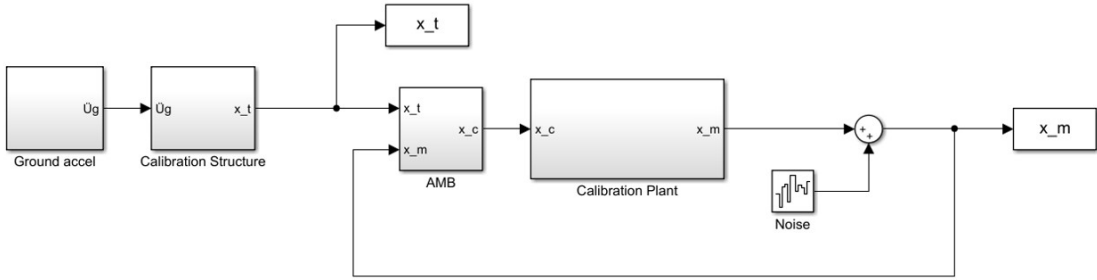 x_t
Üg
Üg
x_t
x_t
x_m
x_c
x_c
x_m
+
+
x_m
Ground accel
Calibration Structure
AMB
Calibration Plant
Noise